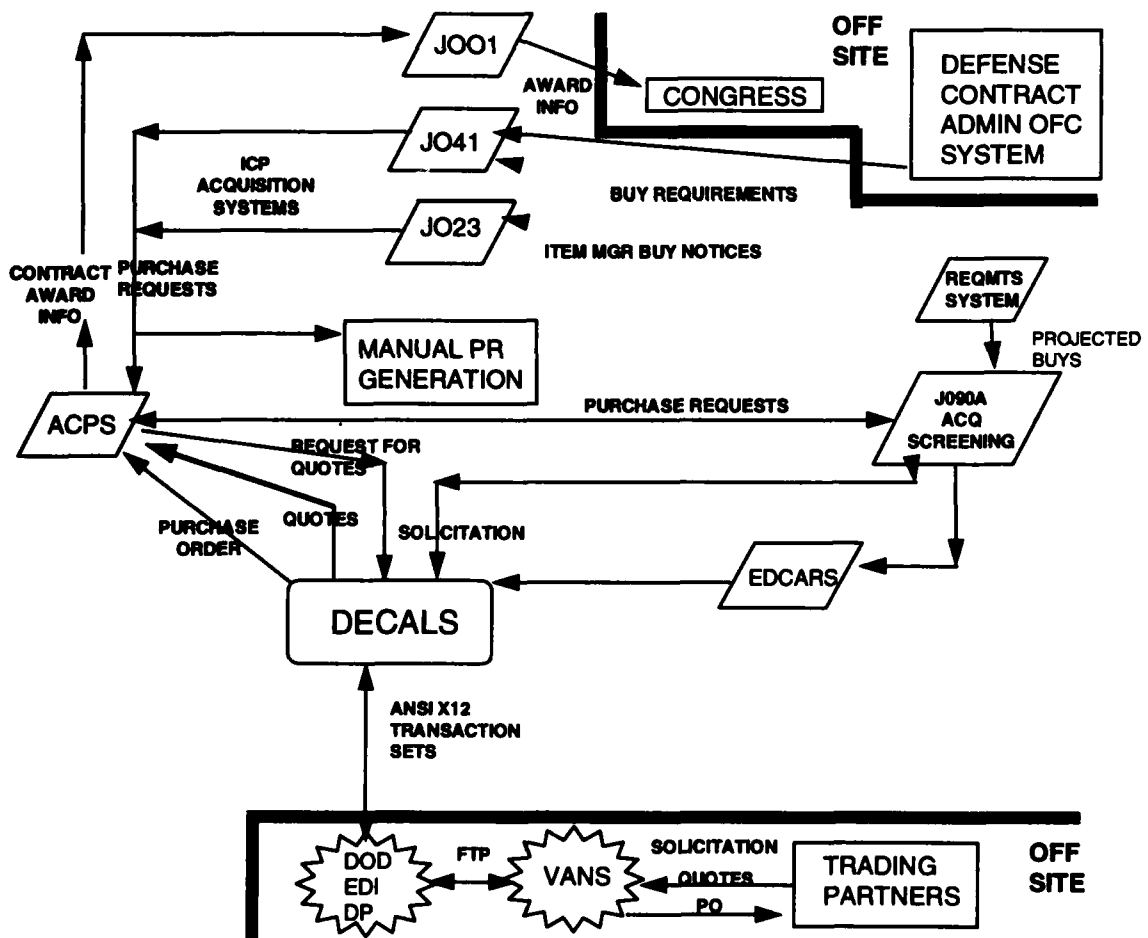 OFF
SITE
JOO1
DEFENSE
CONTRACT
ADMIN OFC
SYSTEM
AWARD
INFO
CONGRESS
JO41
ICP
ACQUISITION
SYSTEMS
BUY REQUIREMENTS
JO23
ITEM MGR BUY NOTICES
CONTRACT
AWARD
INFO
PURCHASE
REQUESTS
REQMTS
SYSTEM
PROJECTED
BUYS
MANUAL PR
GENERATION
ACPS
PURCHASE REQUESTS
J090A
ACQ
SCREENING
REQUEST FOR
QUOTES
QUOTES
PURCHASE
ORDER
SOLICITATION
EDCARS
DECALS
ANSI X12
TRANSACTION
SETS
DOD
EDI
DP
FTP
VANS
SOLICITATION
QUOTES
PO
TRADING
PARTNERS
OFF
SITE